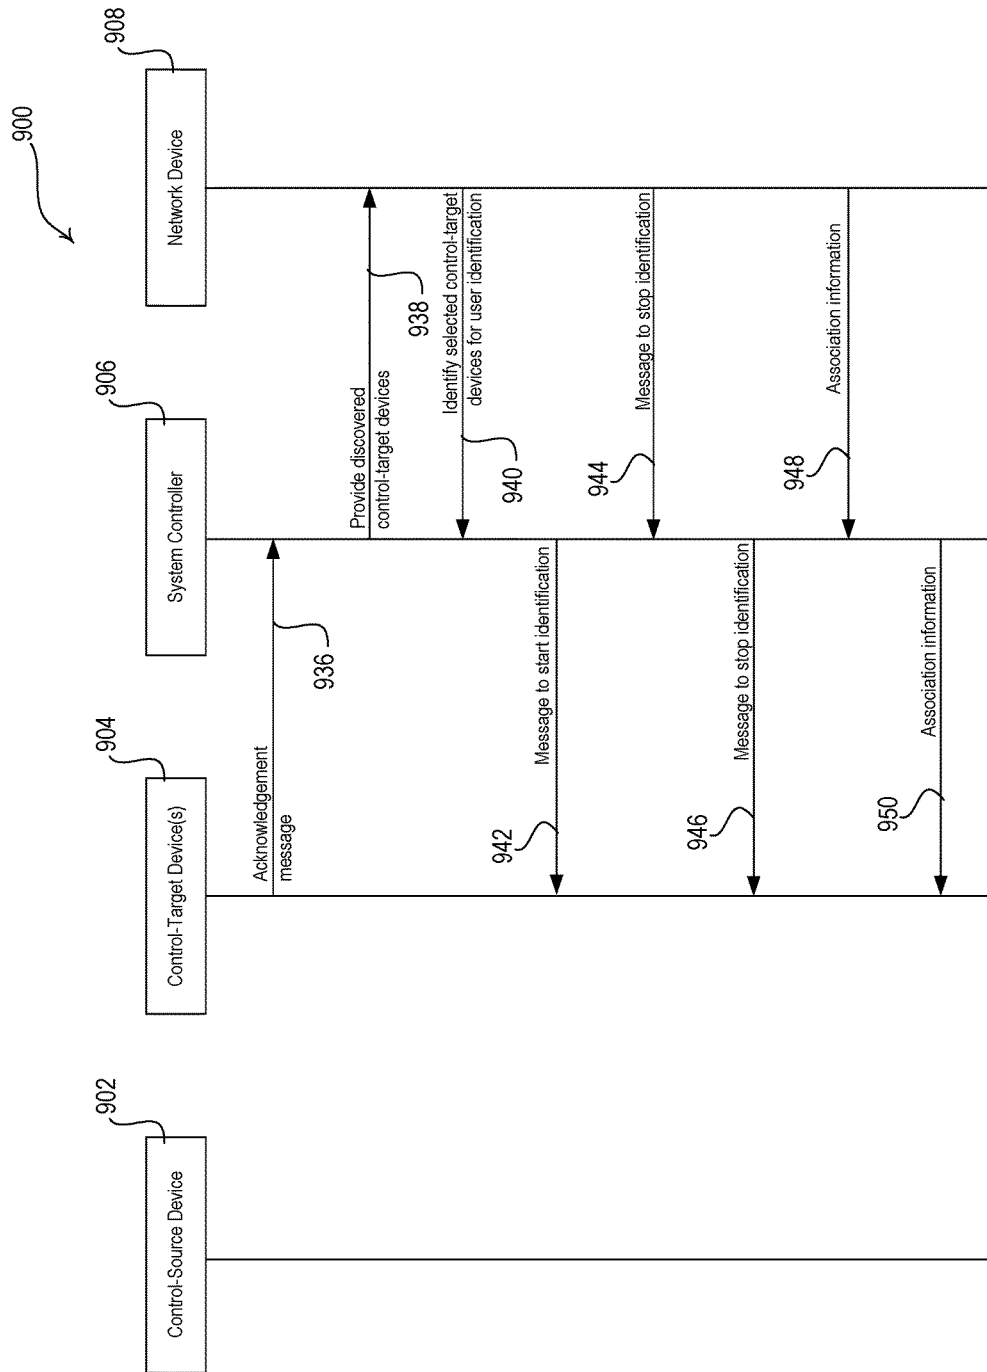 900
902
904
906
908
Control-Source Device
Control-Target Device(s)
System Controller
Network Device
Acknowledgement
message
936
Provide discovered
control-target devices
938
Identify selected control-target
devices for user identification
940
Message to start identification
942
Message to stop identification
944
Message to stop identification
946
Association information
948
Association information
950